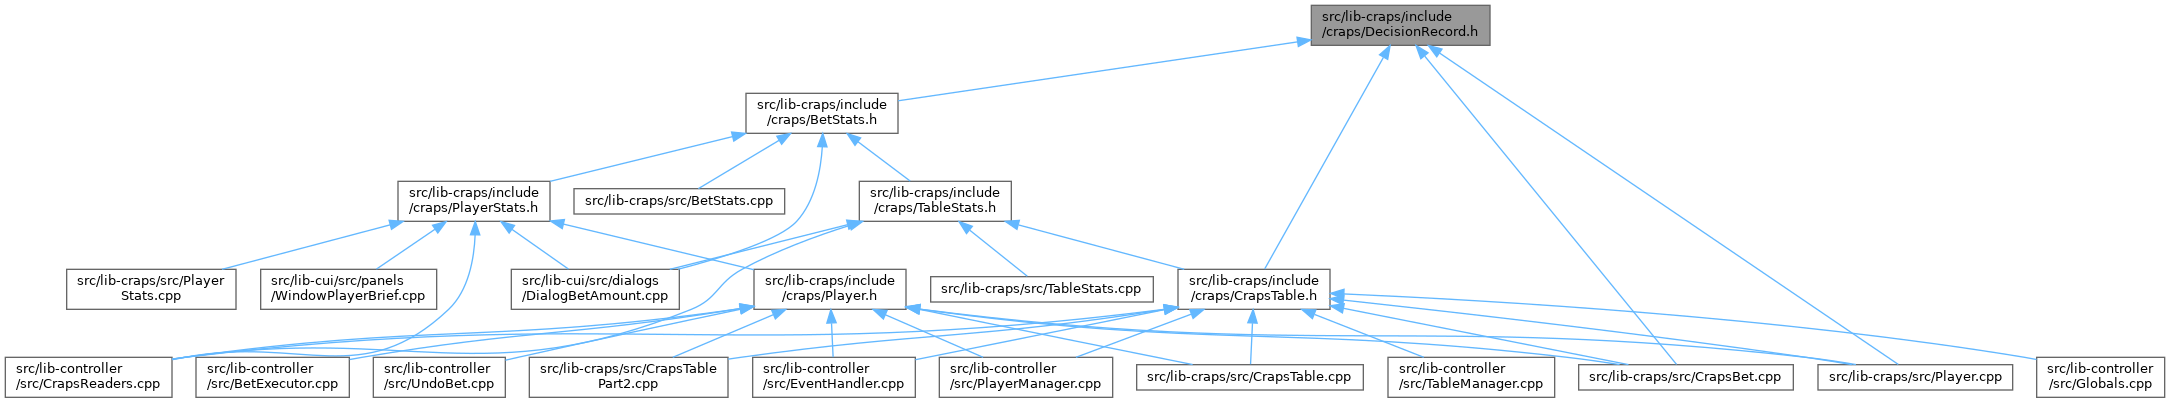 src/lib-craps/include
/craps/DecisionRecord.h
src/lib-craps/include
/craps/BetStats.h
src/lib-craps/include
/craps/PlayerStats.h
src/lib-craps/src/BetStats.cpp
src/lib-craps/include
/craps/TableStats.h
src/lib-craps/src/Player
Stats.cpp
src/lib-cui/src/panels
/WindowPlayerBrief.cpp
src/lib-cui/src/dialogs
/DialogBetAmount.cpp
src/lib-craps/include
/craps/Player.h
src/lib-craps/src/TableStats.cpp
src/lib-craps/include
/craps/CrapsTable.h
src/lib-controller
/src/CrapsReaders.cpp
src/lib-controller
/src/BetExecutor.cpp
src/lib-controller
/src/UndoBet.cpp
src/lib-craps/src/CrapsTable
Part2.cpp
src/lib-controller
/src/EventHandler.cpp
src/lib-controller
/src/PlayerManager.cpp
src/lib-craps/src/CrapsTable.cpp
src/lib-controller
/src/TableManager.cpp
src/lib-craps/src/CrapsBet.cpp
src/lib-craps/src/Player.cpp
src/lib-controller
/src/Globals.cpp